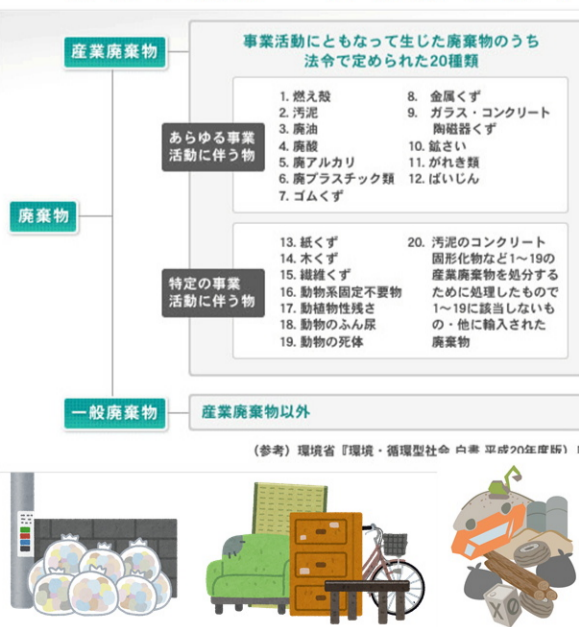 産業廃棄物
事業活動にともなって生じた廃棄物のうち
法令で定められた20種類
あらゆる事業
活動に伴う物
1. 燃え殻
2. 汚泥
3. 廃油
4. 廃酸
5. 廃アルカリ
6. 廃プラスチック類
7. ゴムくず
8. 金属くず
9. ガラス・コンクリート
陶磁器くず
10. 鉱さい
11. がれき類
12. ばいじん
廃棄物
特定の事業
活動に伴う物
13. 紙くず
14. 木くず
15. 繊維くず
16. 動物系固定不要物
17. 動植物性残さ
18. 動物のふん尿
19. 動物の死体
20. 汚泥のコンクリート
固形化物など1～19の
産業廃棄物を処分する
ために処理したもので
1～19に該当しないも
の・他に輸入された
廃棄物
一般廃棄物
産業廃棄物以外
（参考）環境省『環境・循環型社会 白書 平成20年度版）